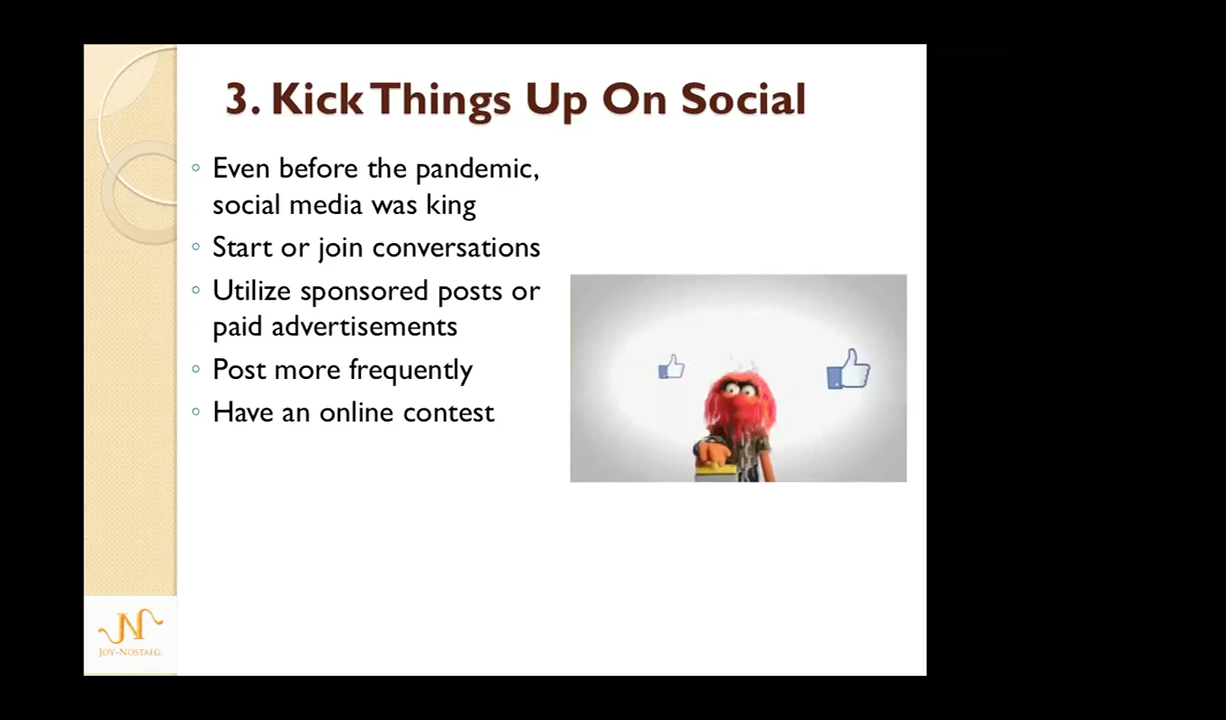 3. Kick Things Up On Social
Even before the pandemic,
social media was king
Start or join conversations
Utilize sponsored posts or
paid advertisements
Post more frequently
Have an online contest
JOY-NOSTALG